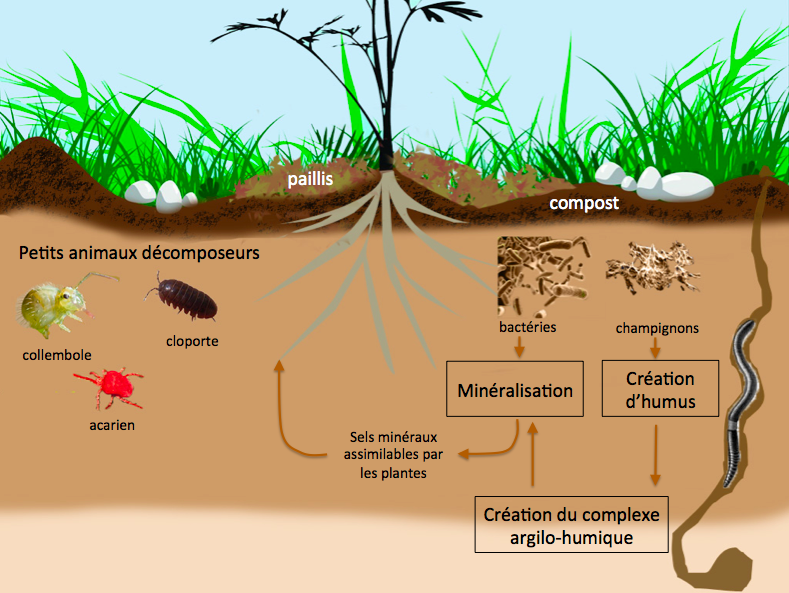 paillis
compost
Petits animaux décomposeurs
collembole
cloporte
acarien
bactéries
champignons
Minéralisation
Création
d’humus
Sels minéraux
assimilables par
les plantes
Création du complexe
argilo-humique